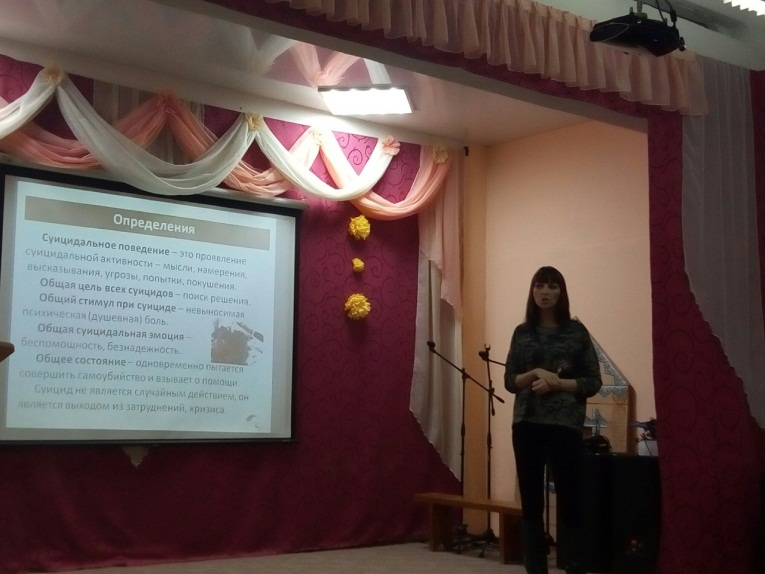 Определения
Суицидальное поведение – это проявление
суицидальной активности – мысли, намерения,
высказывания, угрозы, попытки, покушения.
Общая цель всех суицидов – поиск решения.
Общий стимул при суициде – невыносимая
психическая (душевная) боль.
Общая суицидальная эмоция –
беспомощность, безнадежность.
Общее состояние – одновременно пытается
совершить самоубийство и взывает о помощи
Суицид не является случайным действием, он
является выходом из затруднений, кризиса.